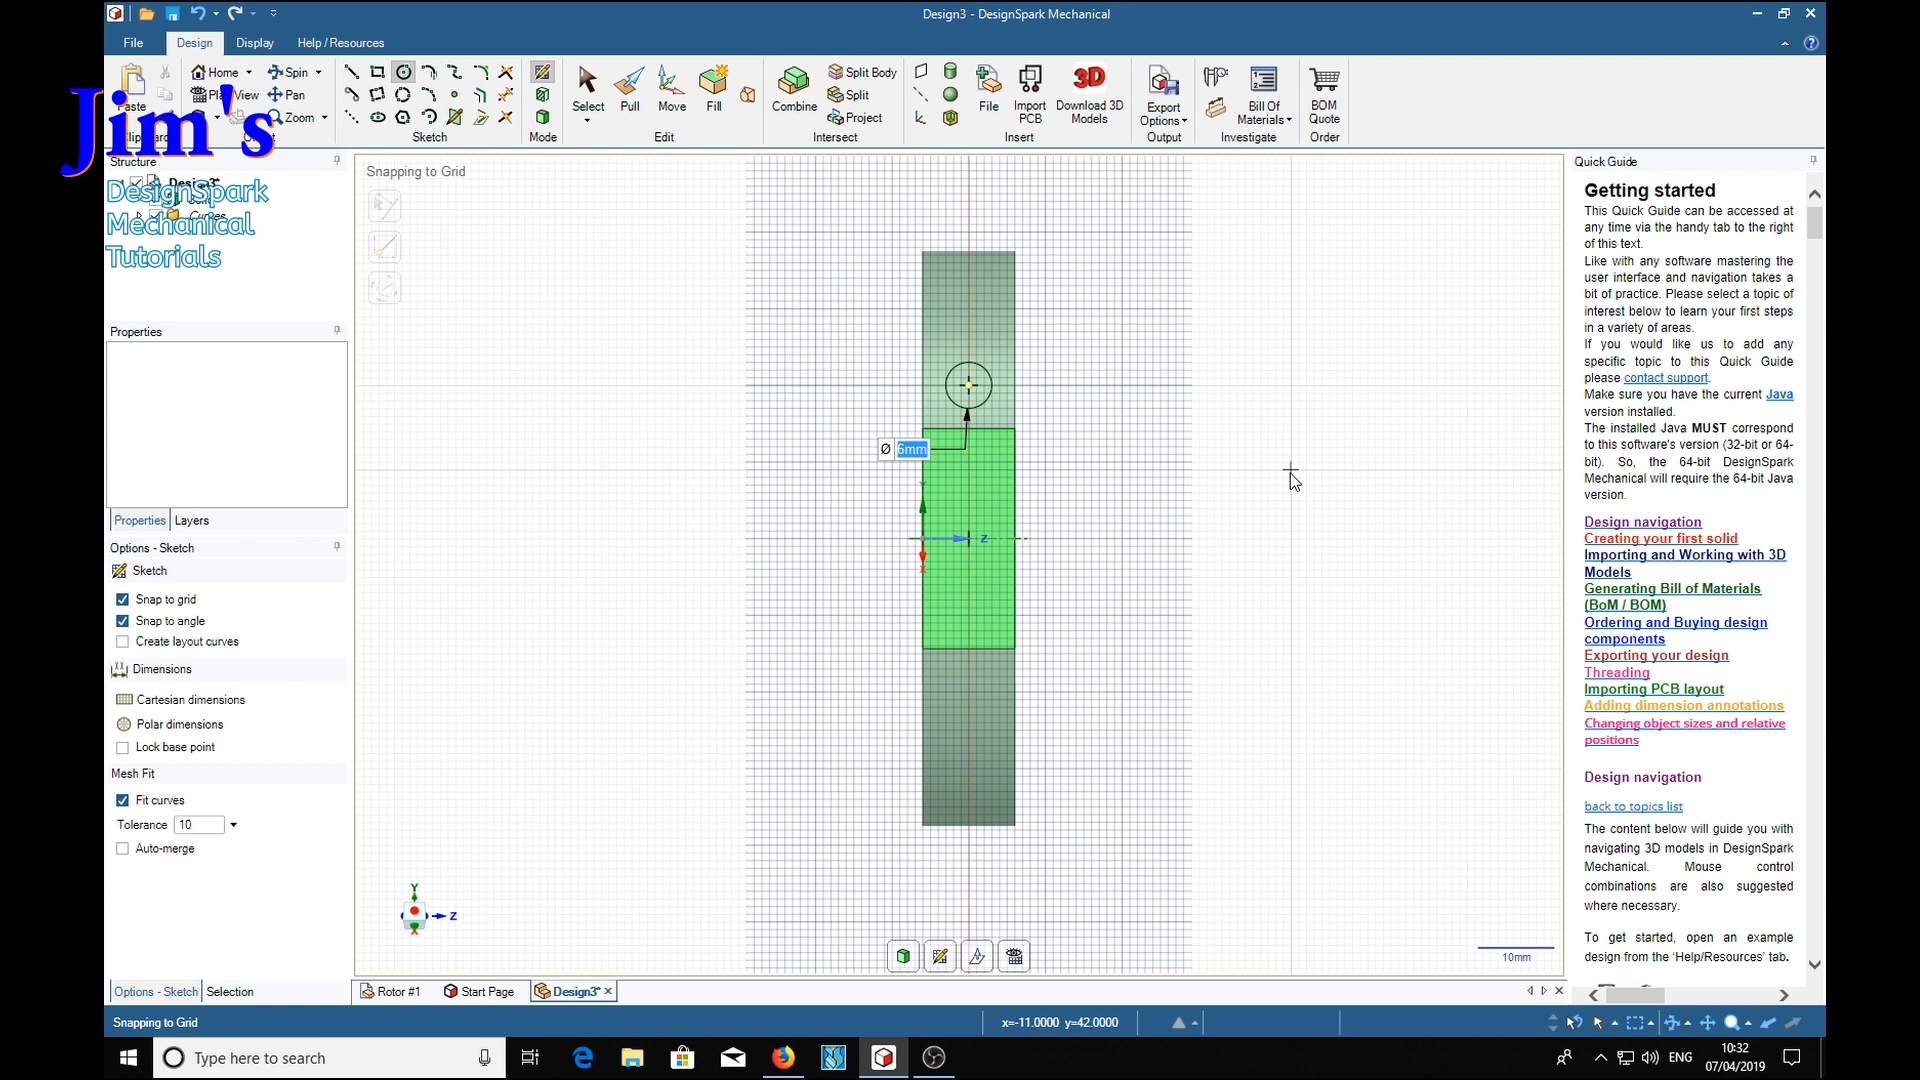 Design3 - DesignSpark Mechanical
File
Design
Display
Help / Resources
Paste
Home
Spin
Plan View
Pan
Zoom
Sketch
Mode
Select
Pull
Move
Fill
Edit
Combine
Split Body
Split
Project
Intersect
File
Import PCB
Download 3D Models
Insert
Export Options
Output
Bill Of Materials
Investigate
BOM Quote
Order
Jim's
DesignSpark
Mechanical
Tutorials
Structure
Design3*
Curves
Properties
Properties
Layers
Options - Sketch
Sketch
Snap to grid
Snap to angle
Create layout curves
Dimensions
Cartesian dimensions
Polar dimensions
Lock base point
Mesh Fit
Fit curves
Tolerance 10
Auto-merge
Options - Sketch
Selection
Snapping to Grid
Ø 6mm
Y
Z
X
Y
Z
X
10mm
Rotor #1
Start Page
Design3*
Quick Guide
Getting started
This Quick Guide can be accessed at
any time via the handy tab to the right
of this text.
Like with any software mastering the
user interface and navigation takes a
bit of practice. Please select a topic of
interest below to learn your first steps
in a variety of areas.
If you would like us to add any
specific topic to this Quick Guide
please contact support.
Make sure you have the current Java
version installed.
The installed Java MUST correspond
to this software's version (32-bit or 64-
bit). So, the 64-bit DesignSpark
Mechanical will require the 64-bit Java
version.
Design navigation
Creating your first solid
Importing and Working with 3D
Models
Generating Bill of Materials
(BoM / BOM)
Ordering and Buying design
components
Exporting your design
Threading
Importing PCB layout
Adding dimension annotations
Changing object sizes and relative
positions
Design navigation
back to topics list
The content below will guide you with
navigating 3D models in DesignSpark
Mechanical. Mouse control
combinations are also suggested
where necessary.
To get started, open an example
design from the 'Help/Resources' tab.
Snapping to Grid
x=-11.0000 y=42.0000
Type here to search
ENG
10:32
07/04/2019